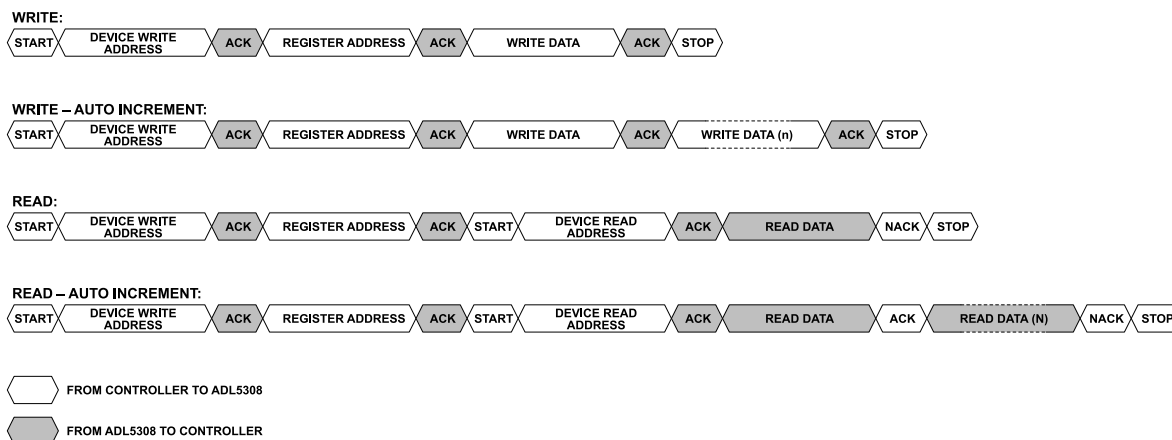 WRITE:
START DEVICE WRITE ADDRESS ACK REGISTER ADDRESS ACK WRITE DATA ACK STOP
WRITE – AUTO INCREMENT:
START DEVICE WRITE ADDRESS ACK REGISTER ADDRESS ACK WRITE DATA ACK WRITE DATA (n) ACK STOP
READ:
START DEVICE WRITE ADDRESS ACK REGISTER ADDRESS ACK START DEVICE READ ADDRESS ACK READ DATA NACK STOP
READ – AUTO INCREMENT:
START DEVICE WRITE ADDRESS ACK REGISTER ADDRESS ACK START DEVICE READ ADDRESS ACK READ DATA ACK READ DATA (N) NACK STOP
FROM CONTROLLER TO ADL5308
FROM ADL5308 TO CONTROLLER